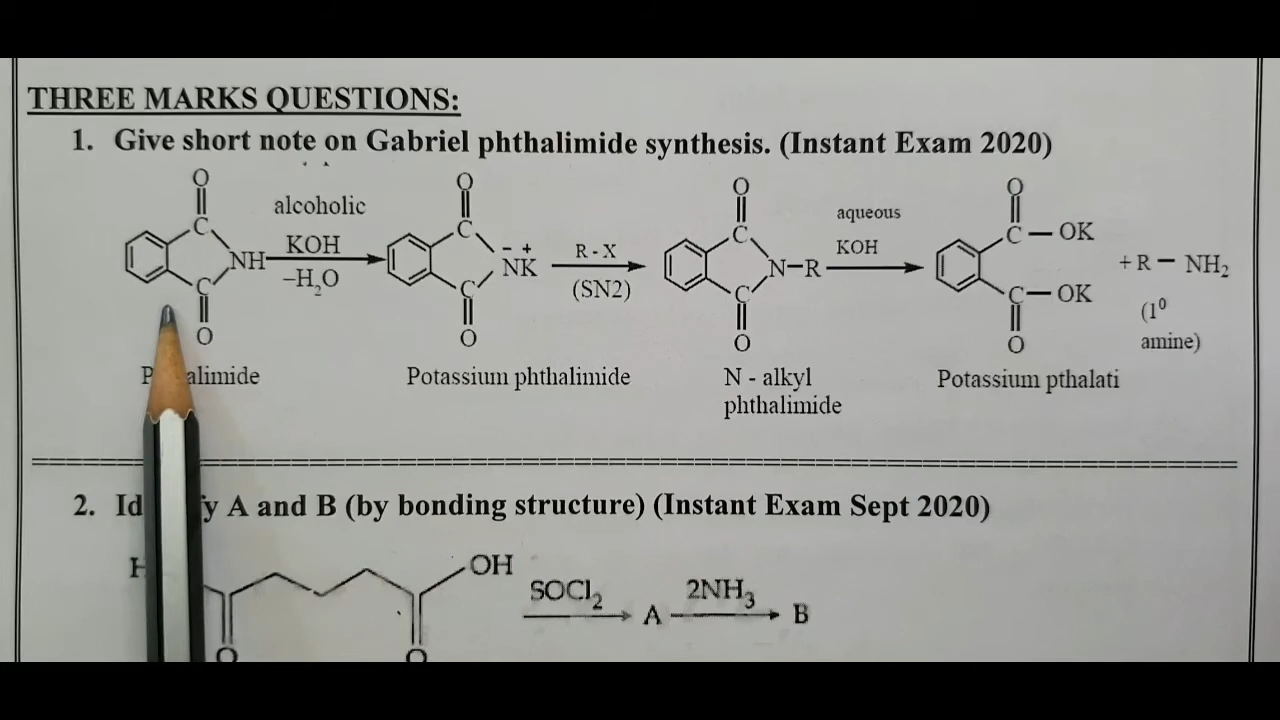 THREE MARKS QUESTIONS:
1. Give short note on Gabriel phthalimide synthesis. (Instant Exam 2020)
O O O O
alcoholic aqueous
C C C C – OK
KOH – + R - X KOH
NH NK N–R + R – NH₂
–H₂O (SN2)
C C C C – OK
(1⁰
O O O O amine)
alimide Potassium phthalimide N - alkyl Potassium pthalati
phthalimide
2. y A and B (by bonding structure) (Instant Exam Sept 2020)
OH
SOCl₂ 2NH₃
A B
O O